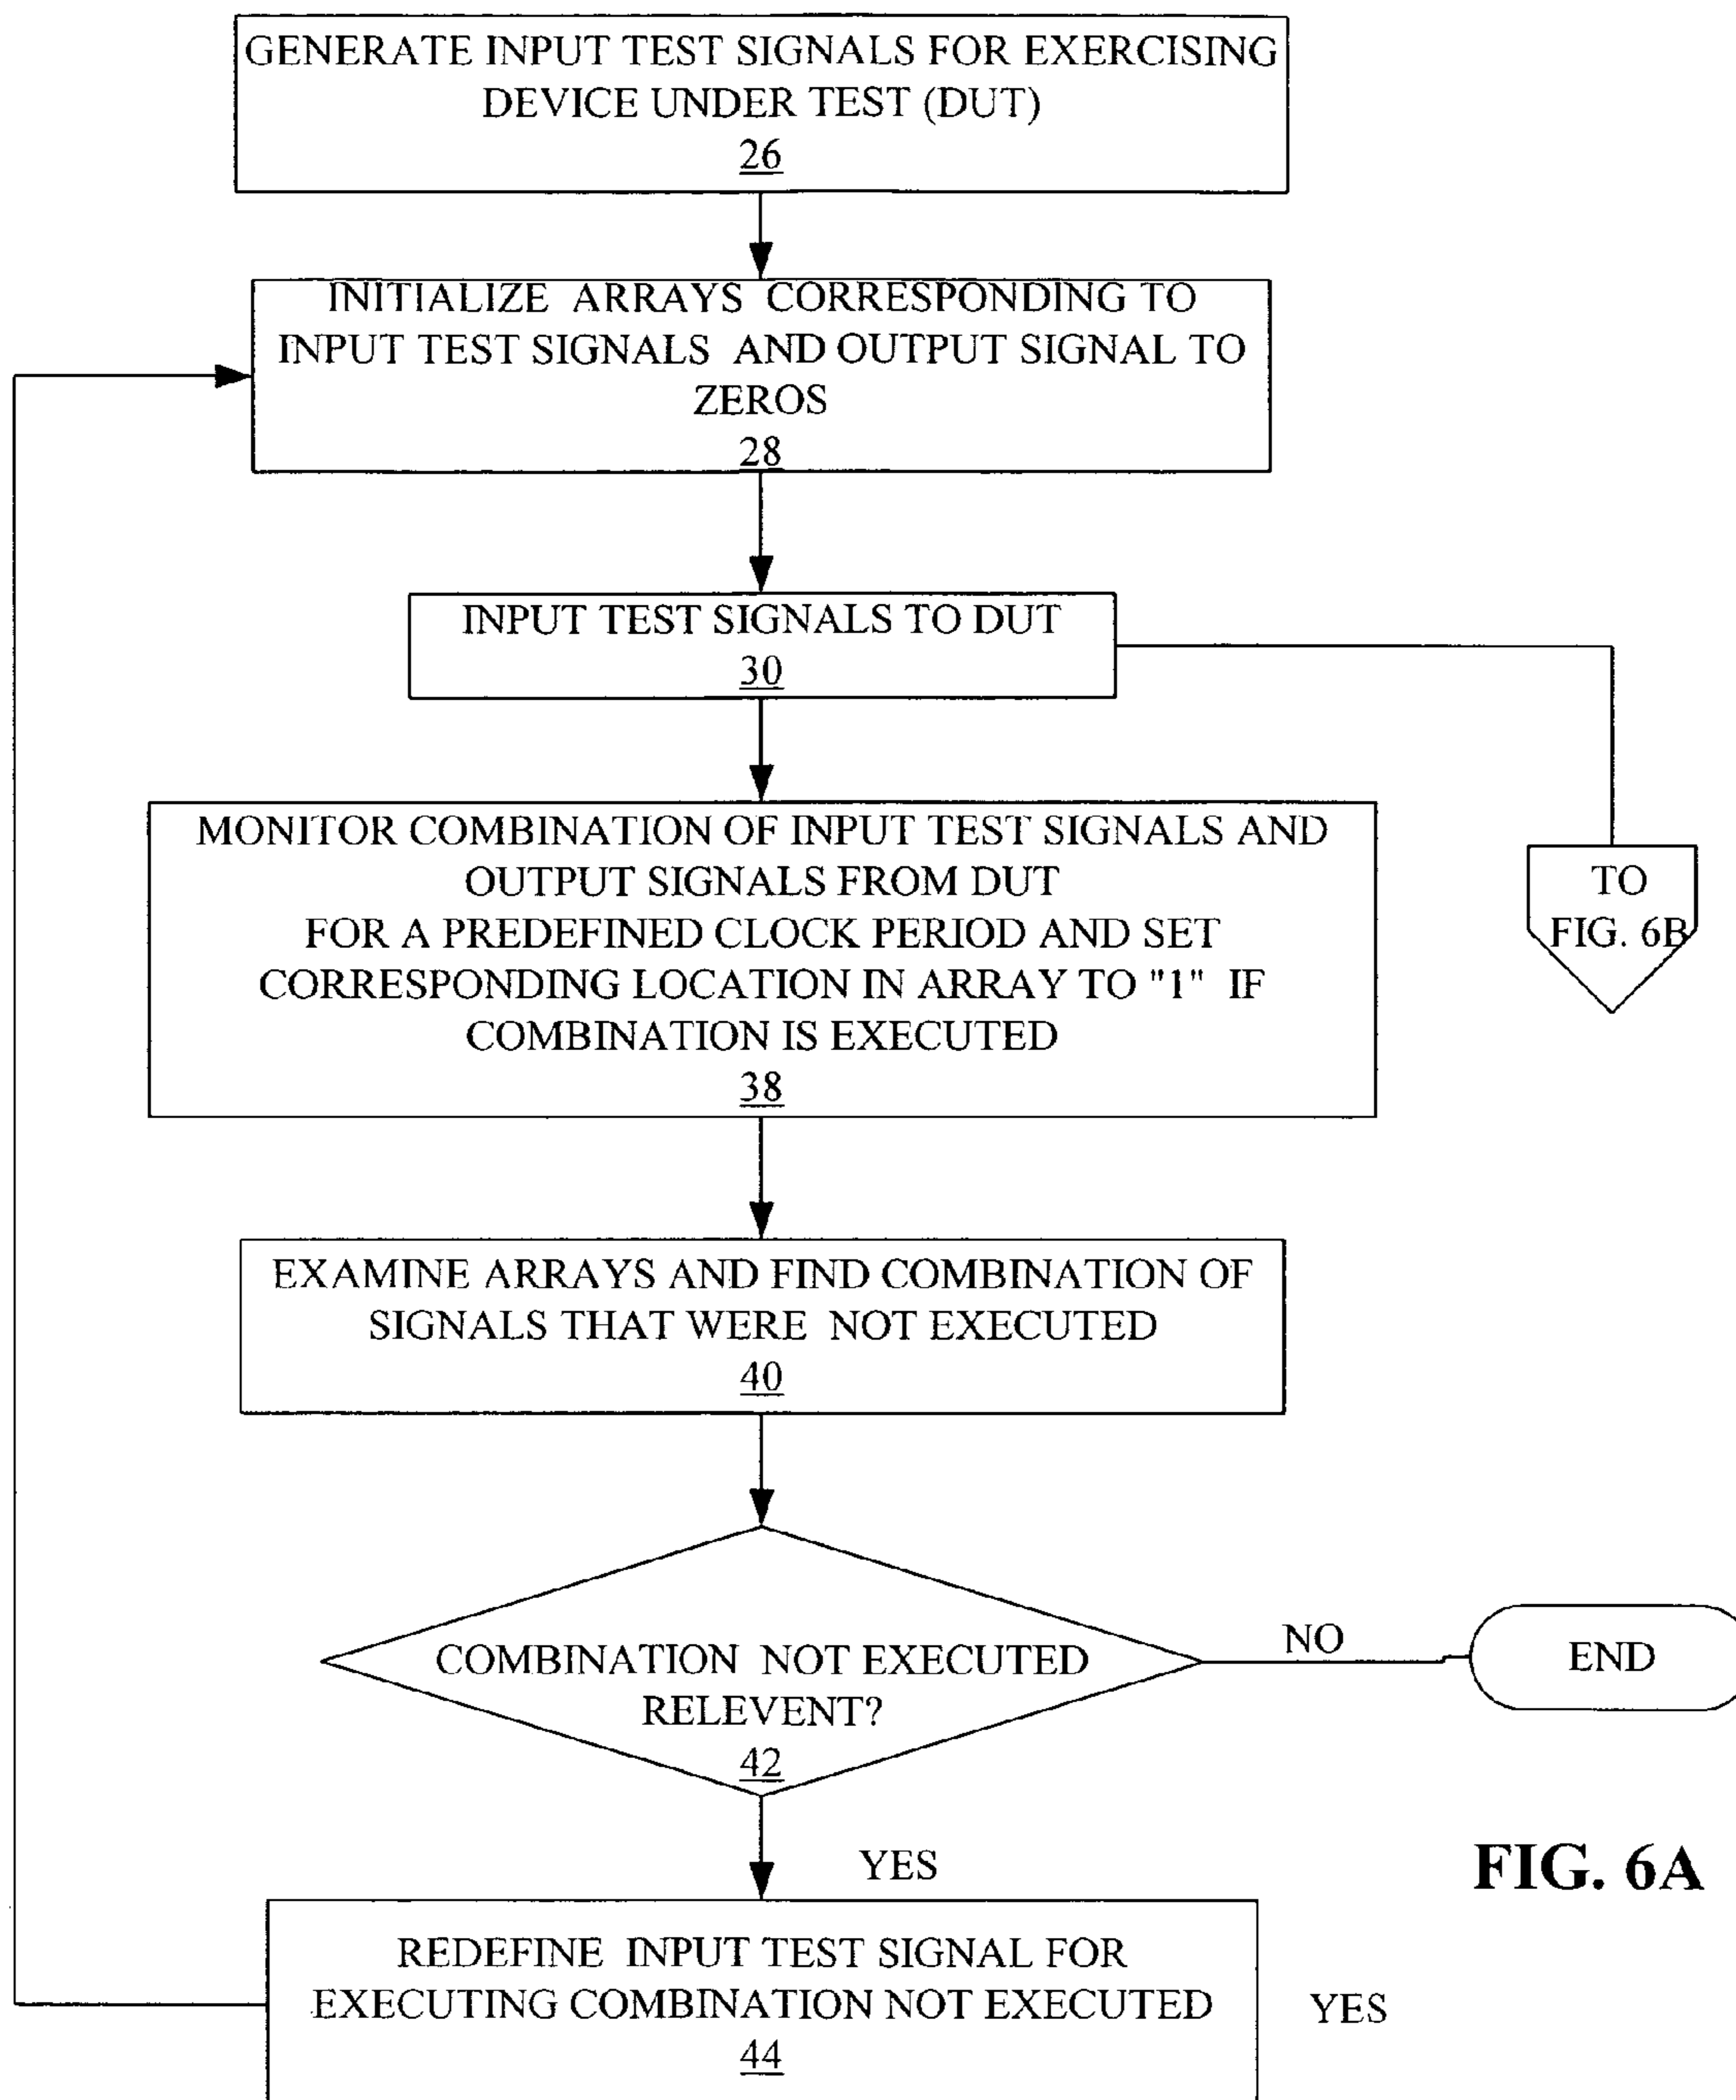 GENERATE INPUT TEST SIGNALS FOR EXERCISING
DEVICE UNDER TEST (DUT)
26
INITIALIZE ARRAYS CORRESPONDING TO
INPUT TEST SIGNALS AND OUTPUT SIGNAL TO
ZEROS
28
INPUT TEST SIGNALS TO DUT
30
MONITOR COMBINATION OF INPUT TEST SIGNALS AND
OUTPUT SIGNALS FROM DUT
FOR A PREDEFINED CLOCK PERIOD AND SET
CORRESPONDING LOCATION IN ARRAY TO "1" IF
COMBINATION IS EXECUTED
38
TO
FIG. 6B
EXAMINE ARRAYS AND FIND COMBINATION OF
SIGNALS THAT WERE NOT EXECUTED
40
COMBINATION NOT EXECUTED
RELEVENT?
42
NO
END
YES
FIG. 6A
REDEFINE INPUT TEST SIGNAL FOR
EXECUTING COMBINATION NOT EXECUTED
44
YES